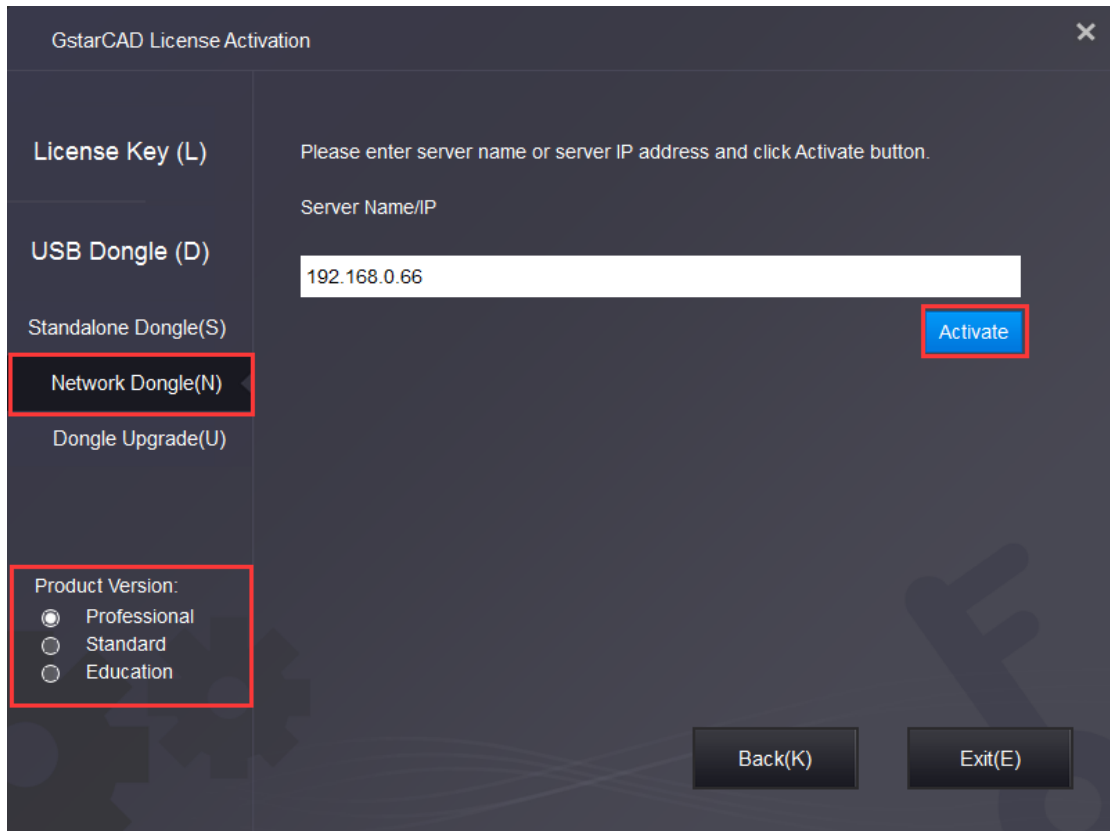 GstarCAD License Activation
License Key (L)
USB Dongle (D)
Standalone Dongle(S)
Network Dongle(N)
Dongle Upgrade(U)
Product Version:
Professional
Standard
Education
Please enter server name or server IP address and click Activate button.
Server Name/IP
192.168.0.66
Activate
Back(K)
Exit(E)